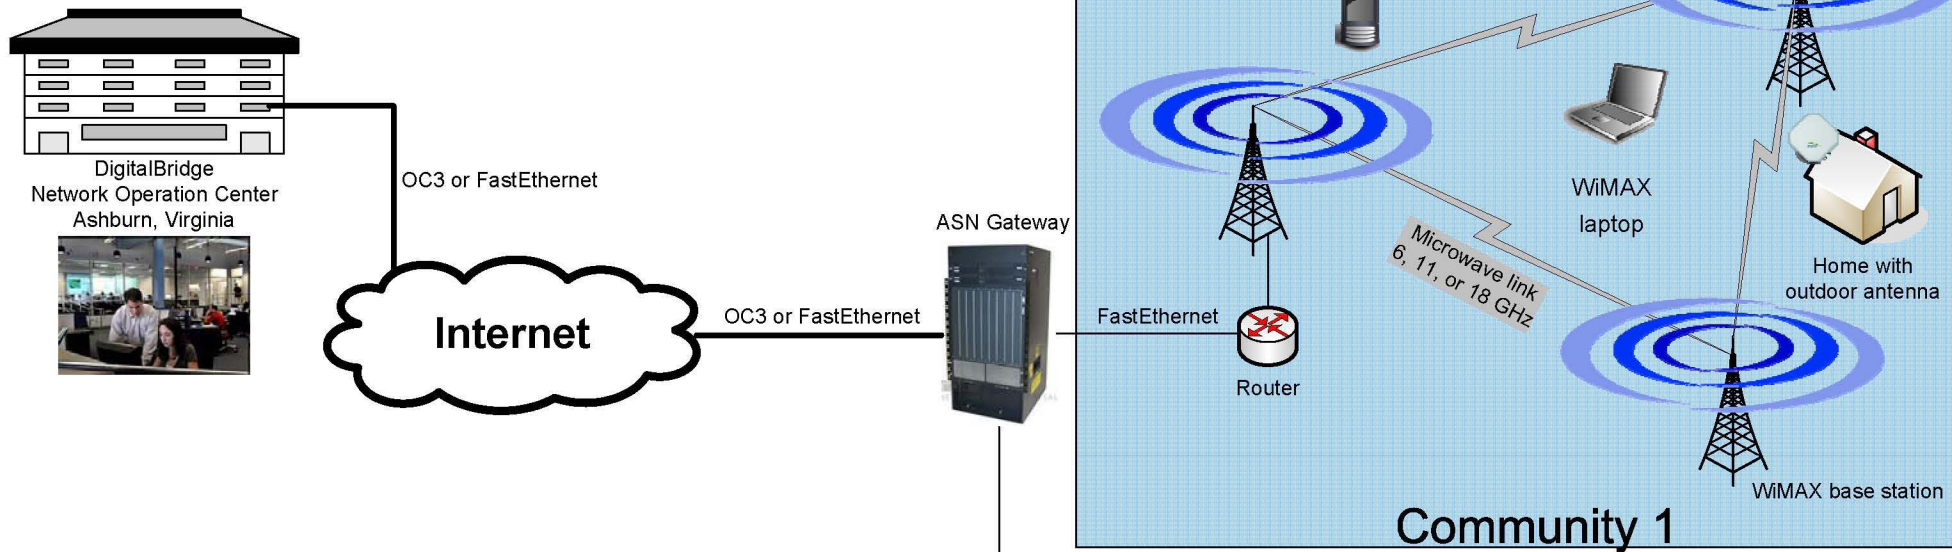 DigitalBridge
Network Operation Center
Ashburn, Virginia
OC3 or FastEthernet
Internet
OC3 or FastEthernet
ASN Gateway
FastEthernet
Router
Microwave link
6, 11, or 18 GHz
WiMAX
laptop
Home with
outdoor antenna
WiMAX base station
Community 1